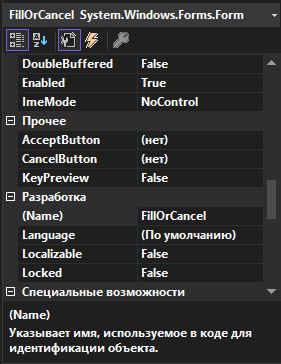 FillOrCancel System.Windows.Forms.Form
DoubleBuffered False
Enabled True
ImeMode NoControl
Прочее
AcceptButton (нет)
CancelButton (нет)
KeyPreview False
Разработка
(Name) FillOrCancel
Language (По умолчанию)
Localizable False
Locked False
Специальные возможности
(Name)
Указывает имя, используемое в коде для
идентификации объекта.